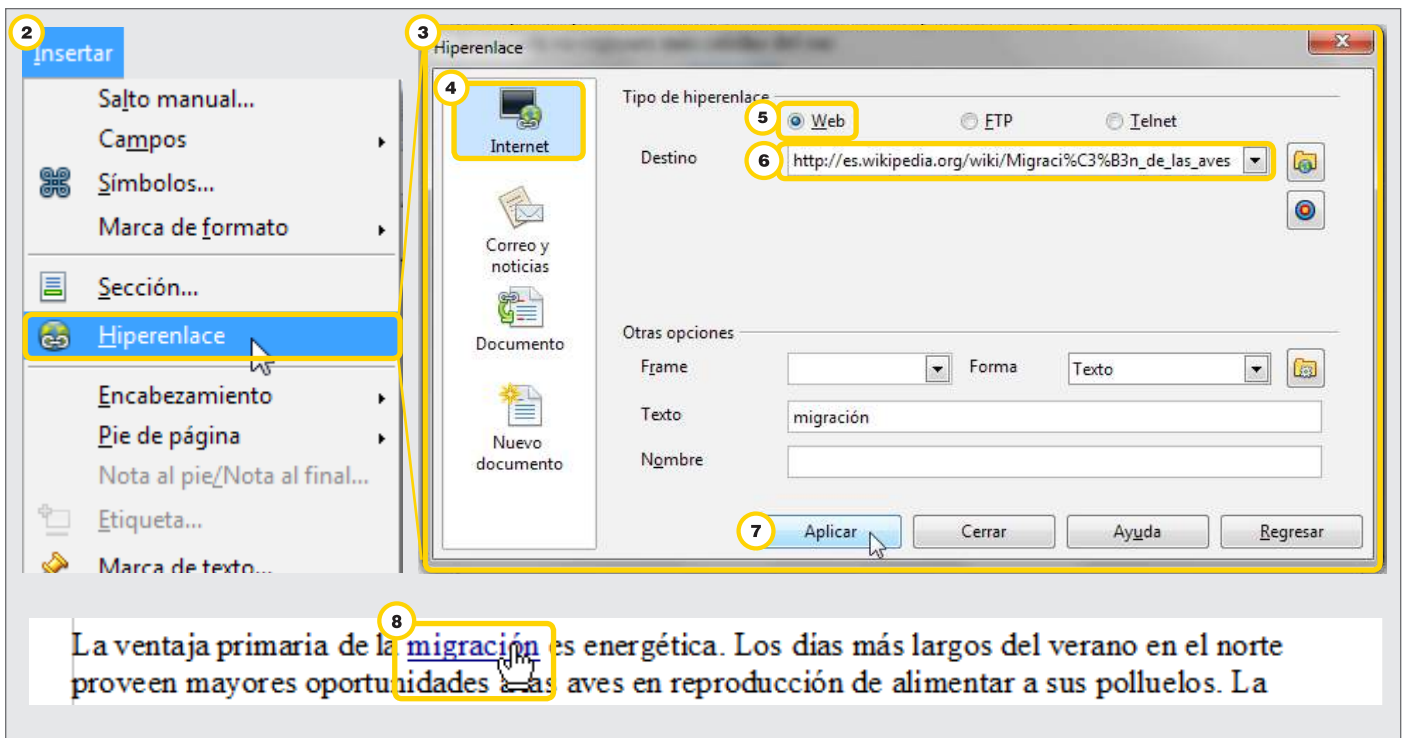 2
Insertar
Salto manual...
Campos
Símbolos...
Marca de formato
Sección...
Hiperenlace
Encabezamiento
Pie de página
Nota al pie/Nota al final...
Etiqueta...
Marca de texto...
3
Hiperenlace
4
Internet
Correo y
noticias
Documento
Nuevo
documento
Tipo de hiperenlace
5 Web FTP Telnet
Destino 6 http://es.wikipedia.org/wiki/Migraci%C3%B3n_de_las_aves
Otras opciones
Frame Forma Texto
Texto migración
Nombre
7 Aplicar Cerrar Ayuda Regresar
8
La ventaja primaria de la migración es energética. Los días más largos del verano en el norte
proveen mayores oportunidades as aves en reproducción de alimentar a sus polluelos. La